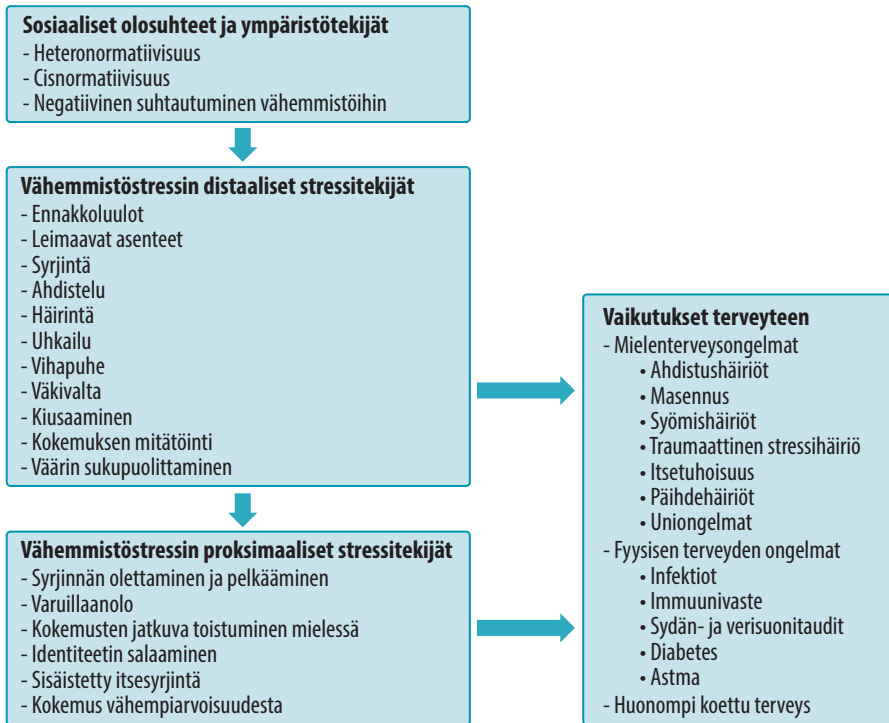 Sosiaaliset olosuhteet ja ympäristötekijät
- Heteronormatiivisuus
- Cisnormatiivisuus
- Negatiivinen suhtautuminen vähemmistöihin
Vähemmistöstressin distaaliset stressitekijät
- Ennakkoluulot
- Leimaavat asenteet
- Syrjintä
- Ahdistelu
- Häirintä
- Uhkailu
- Vihapuhe
- Väkivalta
- Kiusaaminen
- Kokemuksen mitätöinti
- Väärin sukupuolittaminen
Vähemmistöstressin proksimaaliset stressitekijät
- Syrjinnän olettaminen ja pelkääminen
- Varuillaanolo
- Kokemusten jatkuva toistuminen mielessä
- Identiteetin salaaminen
- Sisäistetty itsesyrjintä
- Kokemus vähempiarvoisuudesta
Vaikutukset terveyteen
- Mielenterveysongelmat
• Ahdistushäiriöt
• Masennus
• Syömishäiriöt
• Traumaattinen stressihäiriö
• Itsetuhoisuus
• Päihdehäiriöt
• Uniongelmat
- Fyysisen terveyden ongelmat
• Infektiot
• Immuunivaste
• Sydän- ja verisuonitaudit
• Diabetes
• Astma
- Huonompi koettu terveys